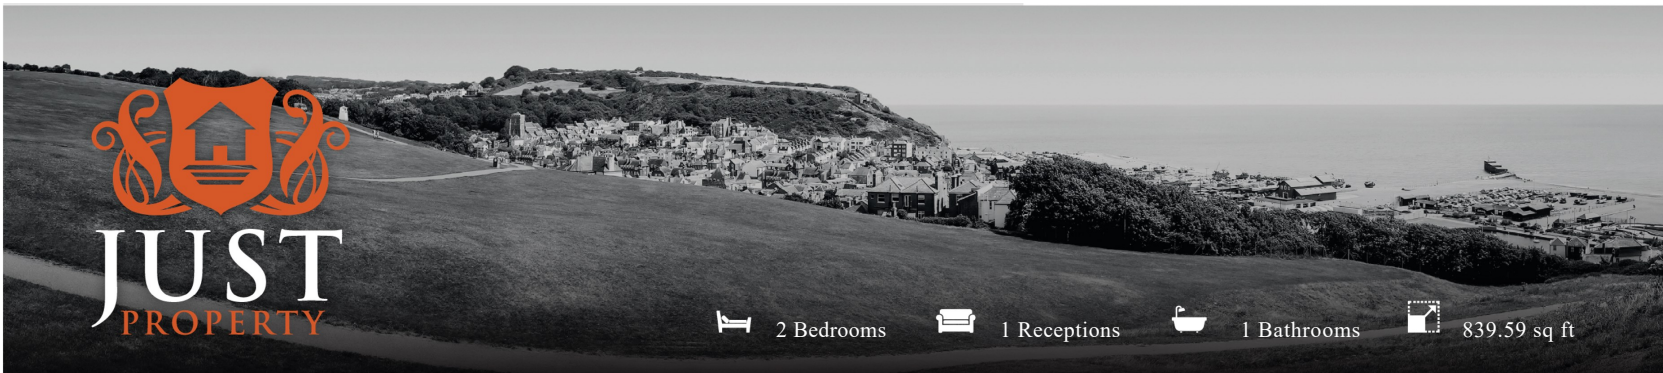 JUST
PROPERTY
2 Bedrooms 1 Receptions 1 Bathrooms 839.59 sq ft